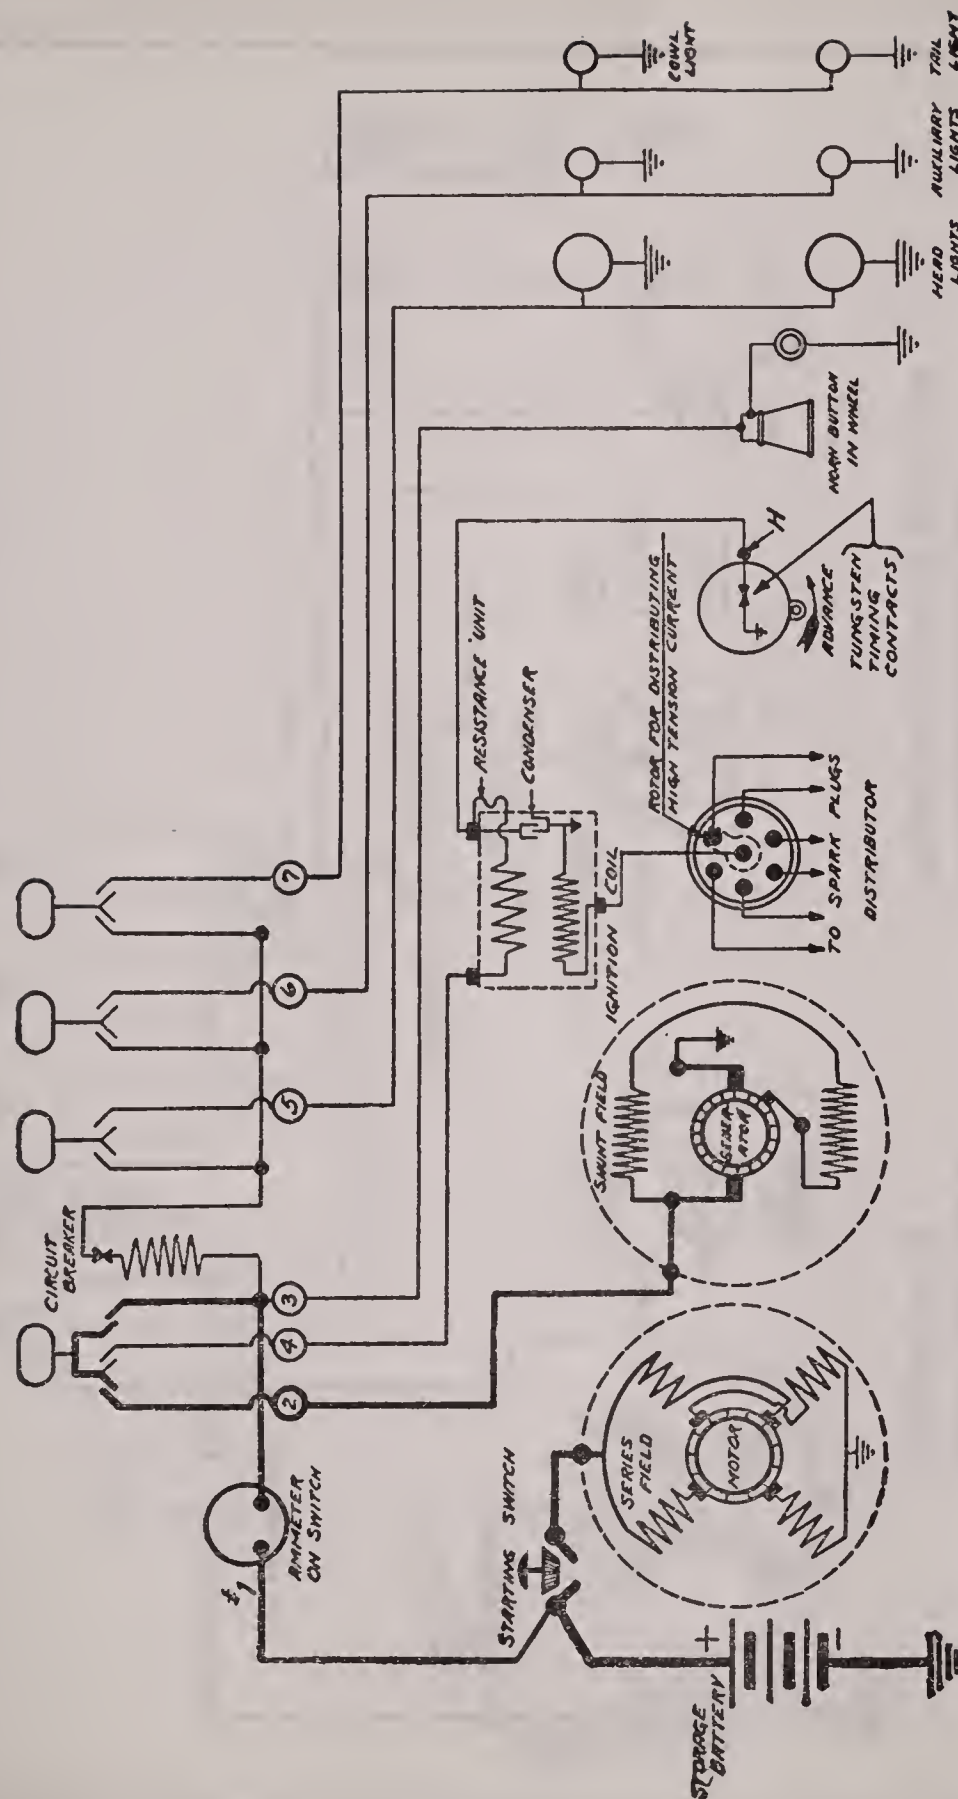 COWL
LIGHT
TAIL
LIGHT
AUXILIARY
LIGHTS
HEAD
LIGHTS
HORN BUTTON
IN WHEEL
H
ADVANCE
TUNGSTEN
TIMING
CONTACTS
ROTOR FOR DISTRIBUTING
HIGH TENSION CURRENT
RESISTANCE UNIT
CONDENSER
IGNITION COIL
TO SPARK PLUGS
DISTRIBUTOR
7
6
5
CIRCUIT
BREAKER
3
4
2
SHUNT FIELD
GENER
ATOR
AMMETER
ON SWITCH
STARTING SWITCH
SERIES
FIELD
MOTOR
STORAGE
BATTERY
+
-